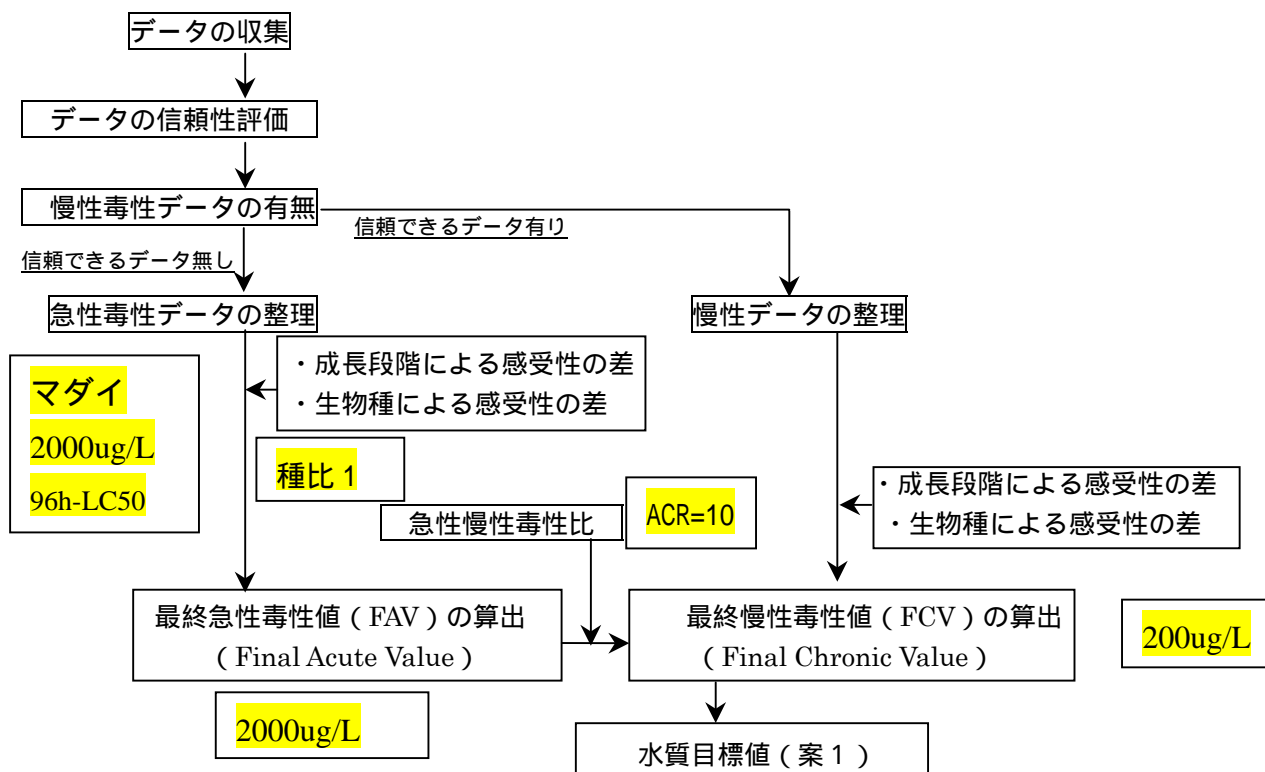 データの収集
データの信頼性評価
慢性毒性データの有無
信頼できるデータ有り
信頼できるデータ無し
急性毒性データの整理
慢性データの整理
・成長段階による感受性の差
・生物種による感受性の差
マダイ
2000ug/L
96h-LC50
種比 1
急性慢性毒性比
ACR=10
・成長段階による感受性の差
・生物種による感受性の差
最終急性毒性値(FAV)の算出
(Final Acute Value)
最終慢性毒性値(FCV)の算出
(Final Chronic Value)
200ug/L
2000ug/L
水質目標値(案1)